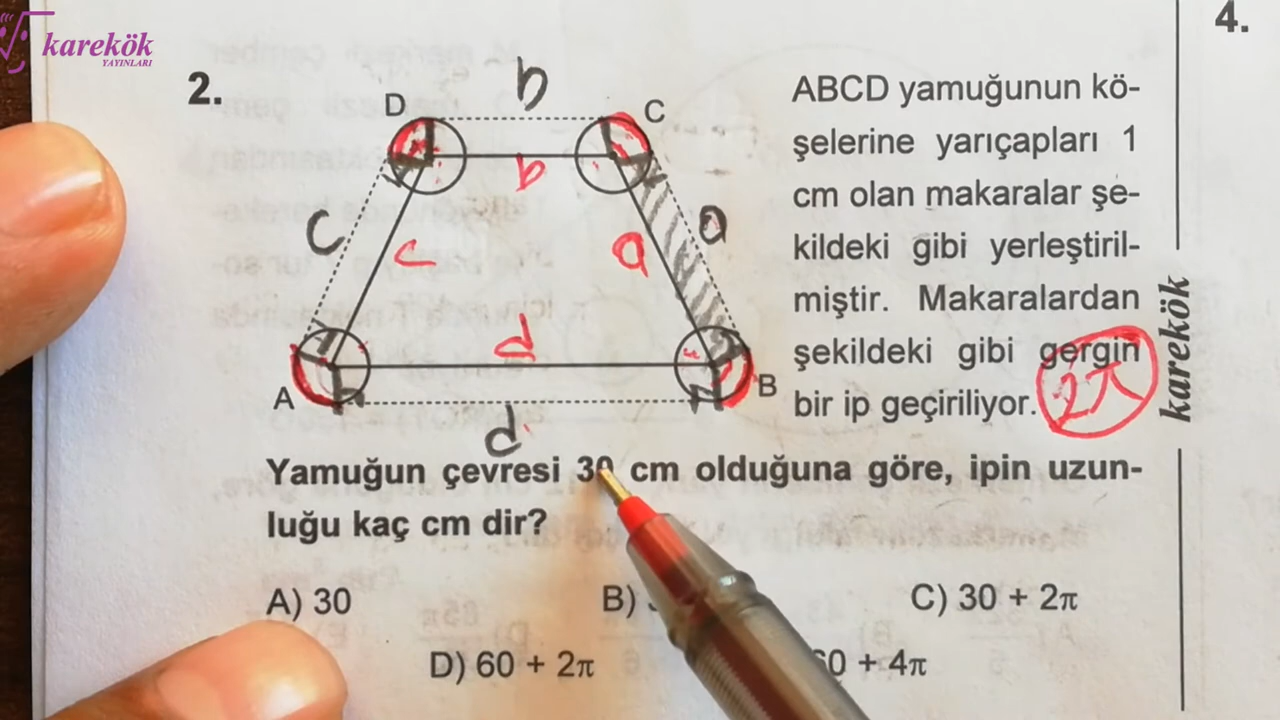 karekök
YAYINLARI
4.
2.
b
D
C
b
c
c
a
a
d
A
B
d
ABCD yamuğunun kö-
şelerine yarıçapları 1
cm olan makaralar şe-
kildeki gibi yerleştiril-
miştir. Makaralardan
şekildeki gibi gergin
bir ip geçiriliyor.
2π
karekök
Yamuğun çevresi 30 cm olduğuna göre, ipin uzun-
luğu kaç cm dir?
A) 30
B)
C) 30 + 2π
D) 60 + 2π
60 + 4π